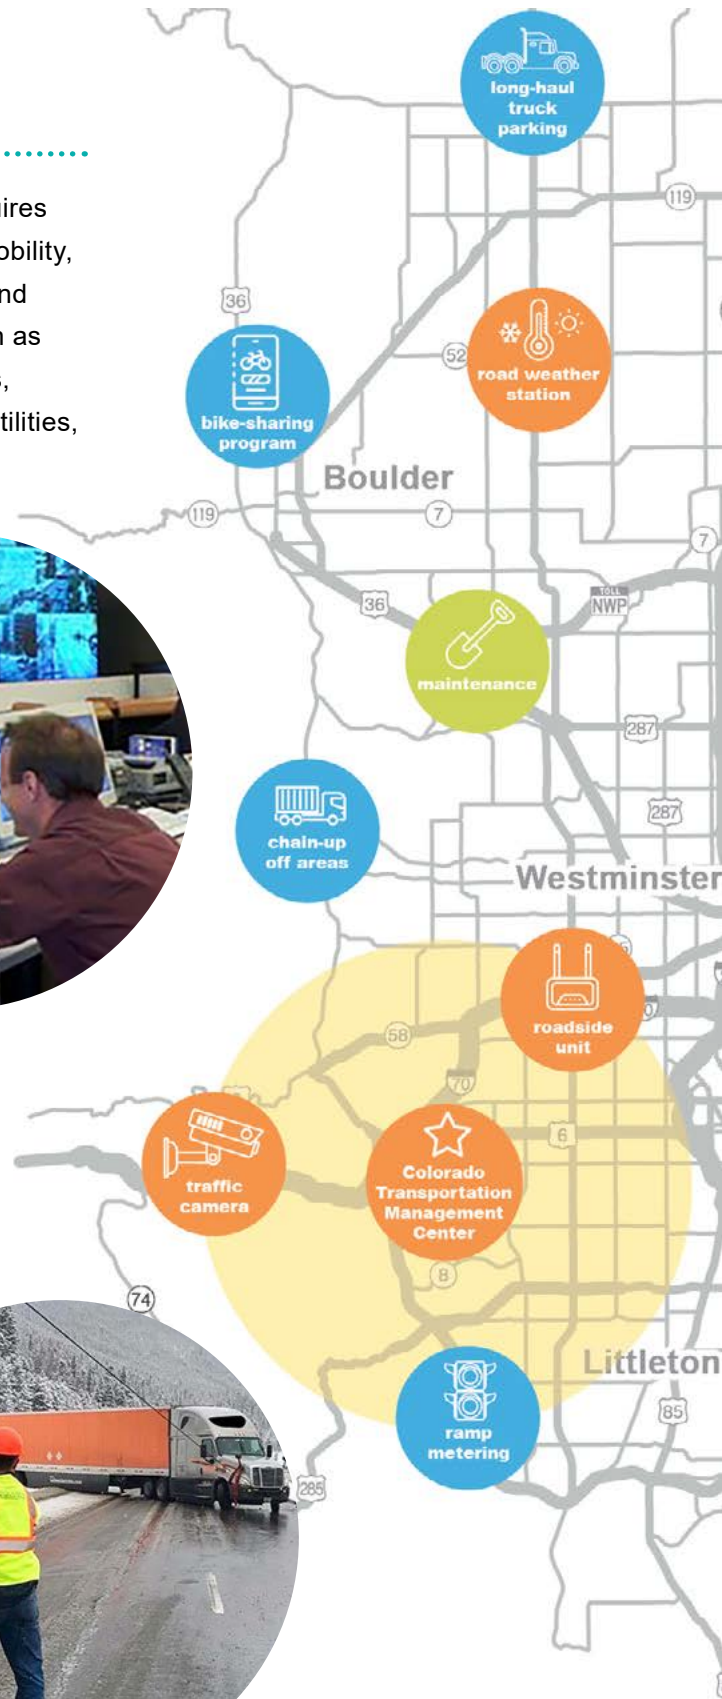 long-haul
truck
parking
uires
obility,
nd
n as
s,
tilities,
119
36
52
road weather
station
bike-sharing
program
Boulder
119
7
7
36
TOLL
NWP
maintenance
287
287
chain-up
off areas
Westminster
roadside
unit
58
70
6
traffic
camera
Colorado
Transportation
Management
Center
8
74
Littleton
85
ramp
metering
285